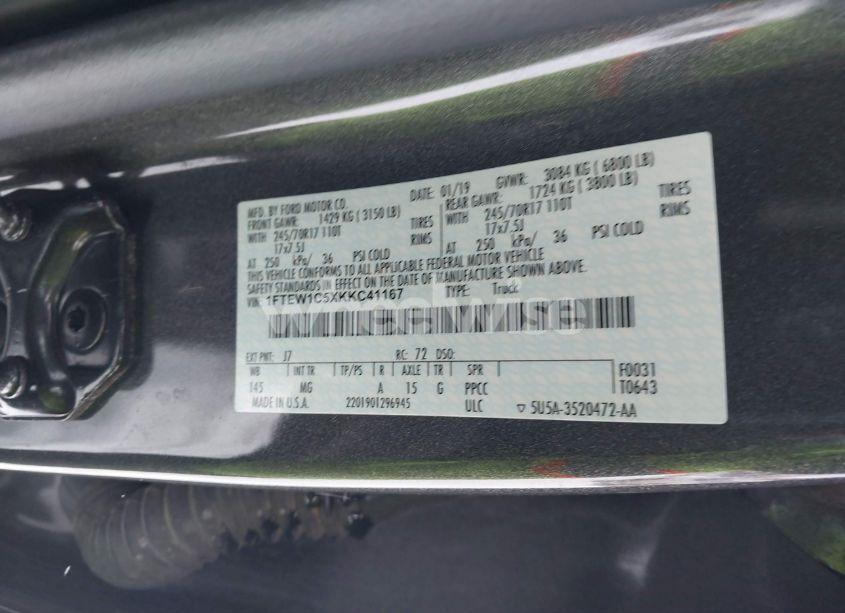 MFD. BY FORD MOTOR CO.
DATE: 01/19 GVWR: 3084 KG ( 6800 LB)
FRONT GAWR: 1429 KG ( 3150 LB) REAR GAWR: 1724 KG ( 3800 LB)
WITH 245/70R17 110T TIRES WITH 245/70R17 110T TIRES
17x7.5J RIMS 17x7.5J RIMS
AT 250 kPa/ 36 PSI COLD AT 250 kPa/ 36 PSI COLD
THIS VEHICLE CONFORMS TO ALL APPLICABLE FEDERAL MOTOR VEHICLE
SAFETY STANDARDS IN EFFECT ON THE DATE OF MANUFACTURE SHOWN ABOVE.
VIN: 1FTEW1C5XKKC41167 TYPE: Truck
EXT PNT: J7 RC: 72 DSO:
WB INT TR TP/PS R AXLE TR SPR F0031
145 MG A 15 G PPCC T0643
MADE IN U.S.A. 2201901296945 ULC ▽ 5U5A-3520472-AA